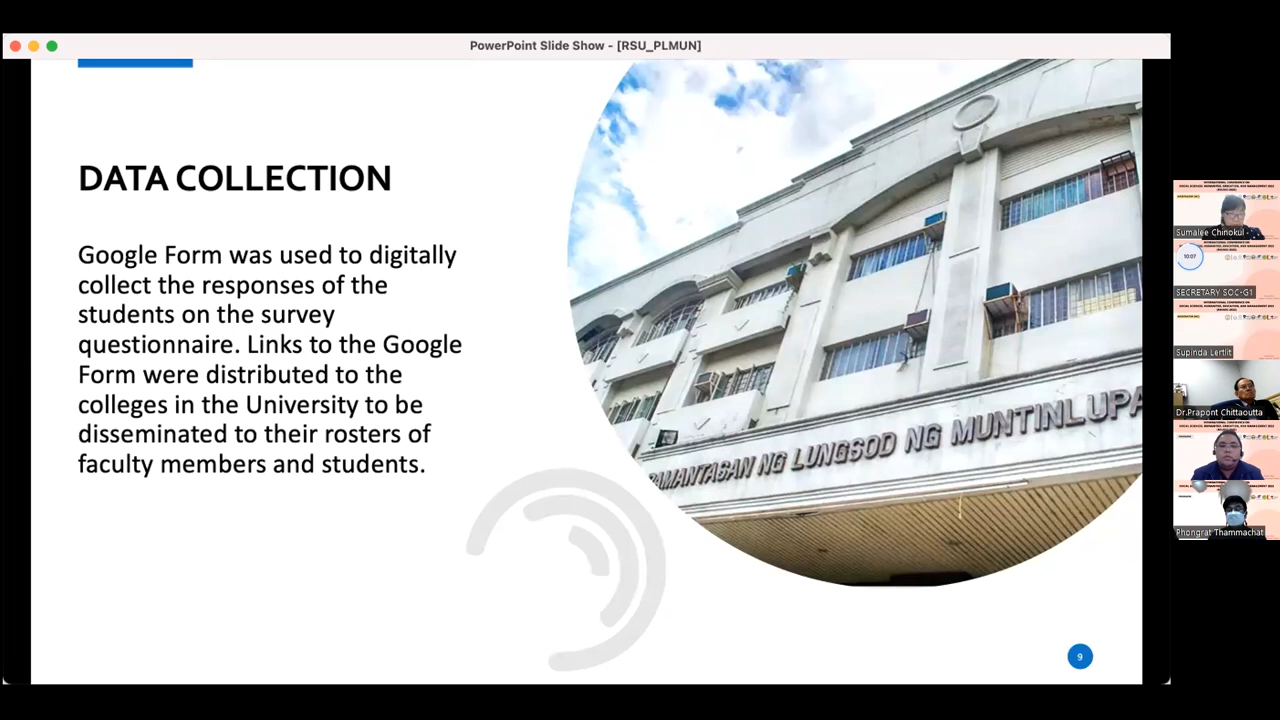 PowerPoint Slide Show - [RSU_PLMUN]
DATA COLLECTION
Google Form was used to digitally
collect the responses of the
students on the survey
questionnaire. Links to the Google
Form were distributed to the
colleges in the University to be
disseminated to their rosters of
faculty members and students.
PAMANTASAN NG LUNGSOD NG MUNTINLUPA
9
Sumalee Chinokul -
10:07
SECRETARY SOC-G1
Supinda Lertlit
Dr.Prapont Chittaoutta
Phongrat Thammachat